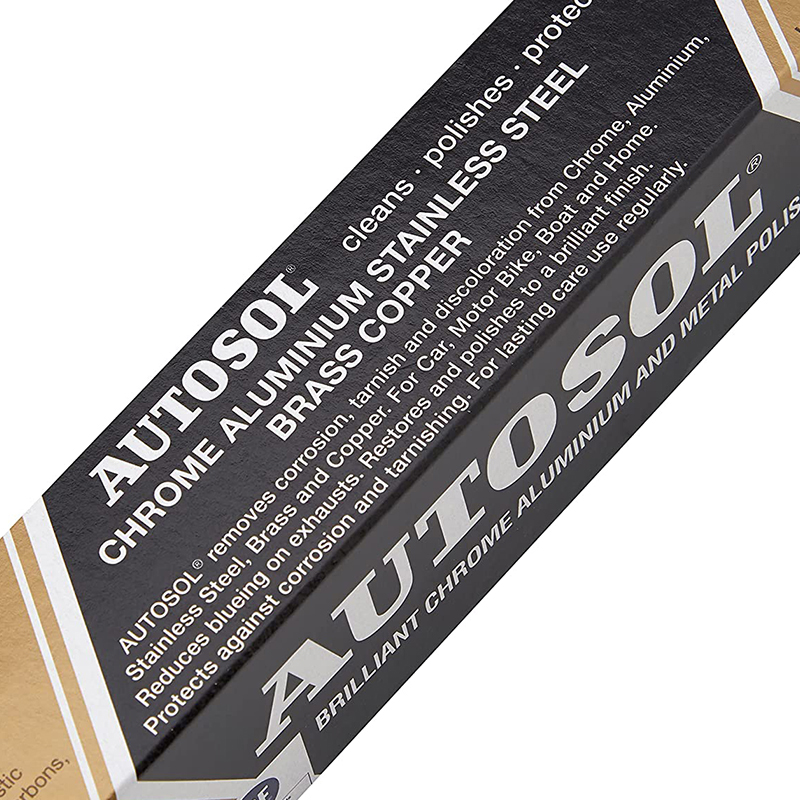 AUTOSOL®
cleans · polishes · protec
CHROME ALUMINIUM STAINLESS STEEL
BRASS COPPER
AUTOSOL® removes corrosion, tarnish and discoloration from Chrome, Aluminium,
Stainless Steel, Brass and Copper. For Car, Motor Bike, Boat and Home.
Reduces blueing on exhausts. Restores and polishes to a brilliant finish.
Protects against corrosion and tarnishing. For lasting care use regularly.
AUTOSOL®
BRILLIANT CHROME ALUMINIUM AND METAL POLIS
stic
rbons,